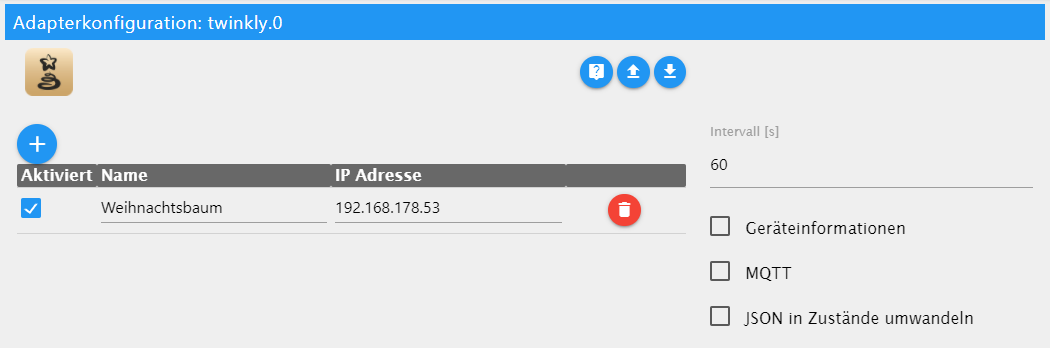 Adapterkonfiguration: twinkly.0
Intervall [s]
60
Aktiviert Name IP Adresse
Weihnachtsbaum 192.168.178.53
Geräteinformationen
MQTT
JSON in Zustände umwandeln